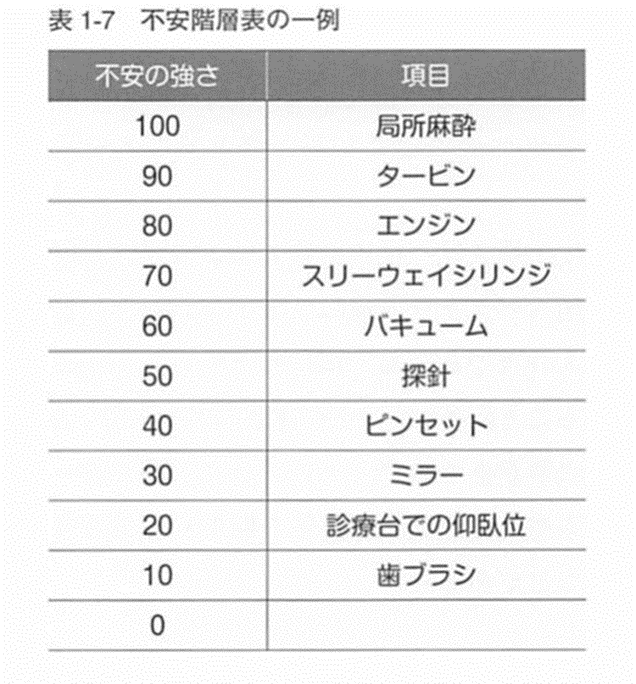 表 1-7　不安階層表の一例
不安の強さ　項目
100　局所麻酔
90　タービン
80　エンジン
70　スリーウェイシリンジ
60　バキューム
50　探針
40　ピンセット
30　ミラー
20　診療台での仰臥位
10　歯ブラシ
0